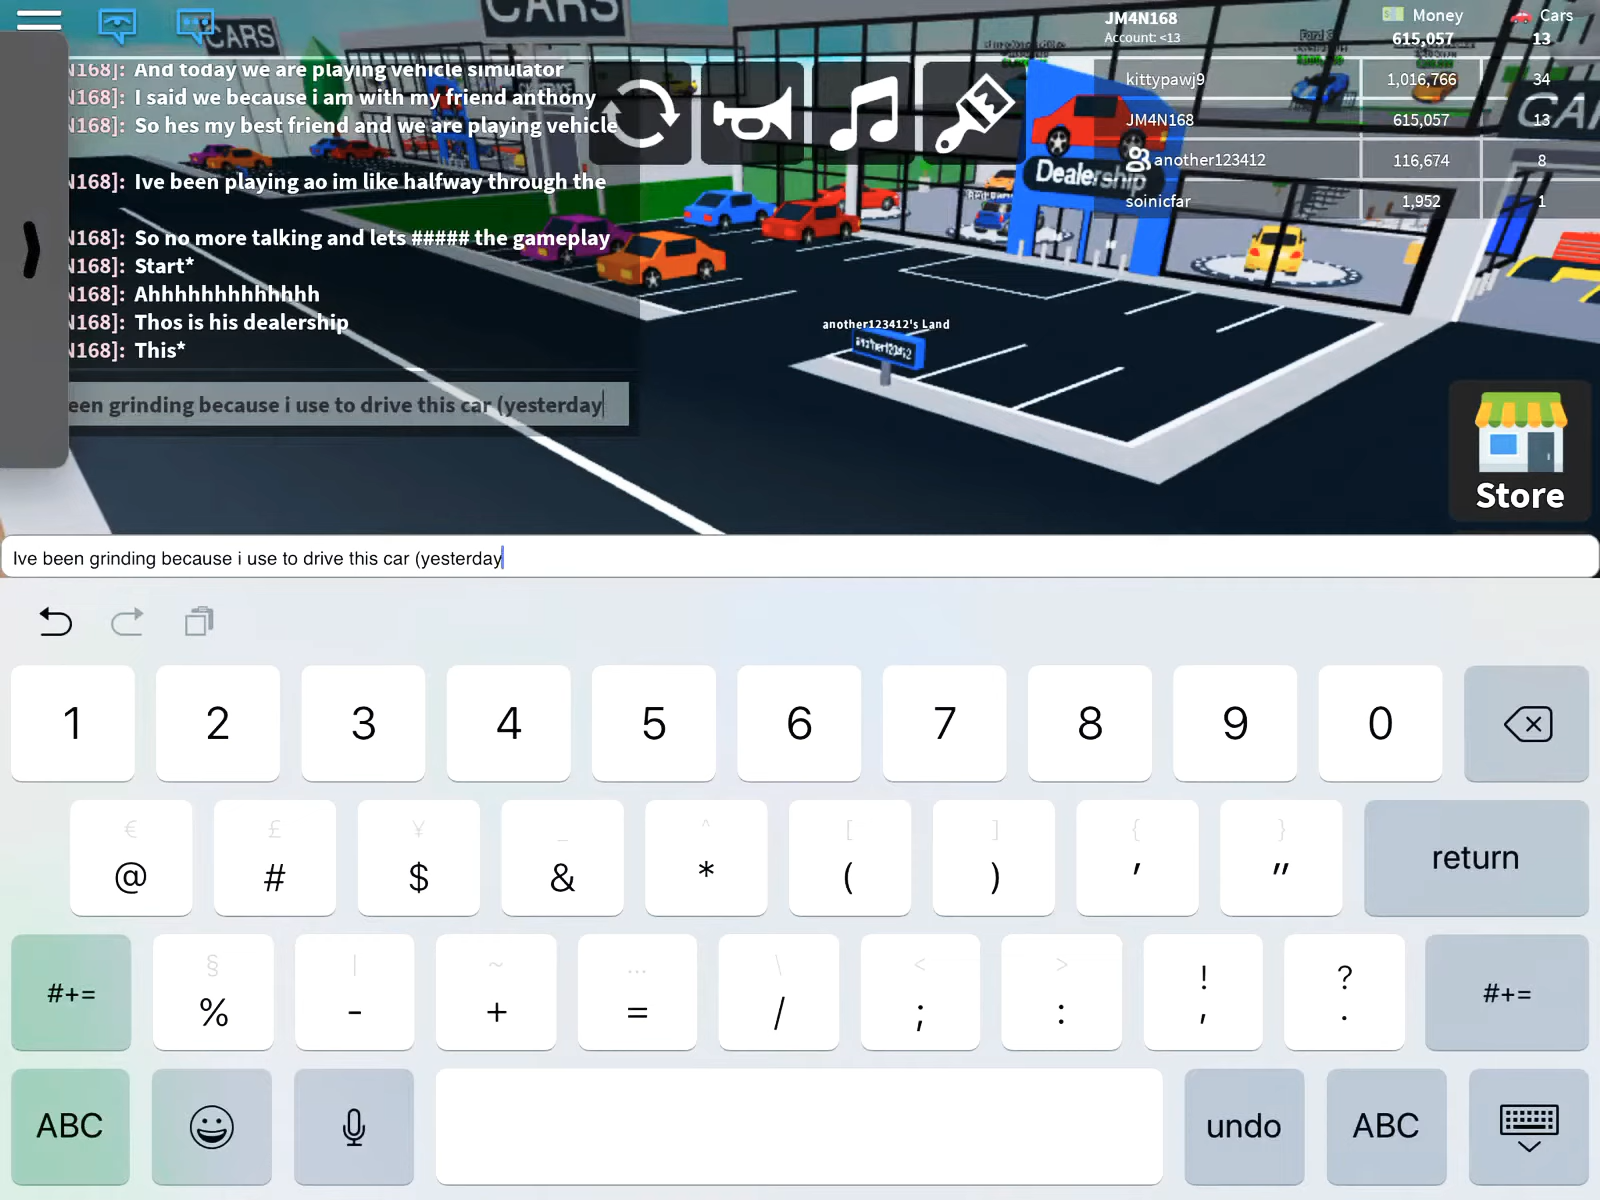 CARS
CARS
JM4N168
Account: <13
Money
615,057
Cars
13
kittypawj9 1,016,766 34
JM4N168 615,057 13
another123412 116,674 8
soinicfar 1,952 1
N168]: And today we are playing vehicle simulator
N168]: I said we because i am with my friend anthony
N168]: So hes my best friend and we are playing vehicle
N168]: Ive been playing ao im like halfway through the
N168]: So no more talking and lets ##### the gameplay
N168]: Start*
N168]: Ahhhhhhhhhhhhh
N168]: Thos is his dealership
N168]: This*
een grinding because i use to drive this car (yesterday
Dealership
CAR
another123412's Land
another123412
Store
Ive been grinding because i use to drive this car (yesterday
1 2 3 4 5 6 7 8 9 0
€ £ ¥ _ ^ [ ] { }
@ # $ & * ( ) ' " return
§ | ~ … \ < > ! ?
#+= % - + = / ; : , . #+=
ABC undo ABC